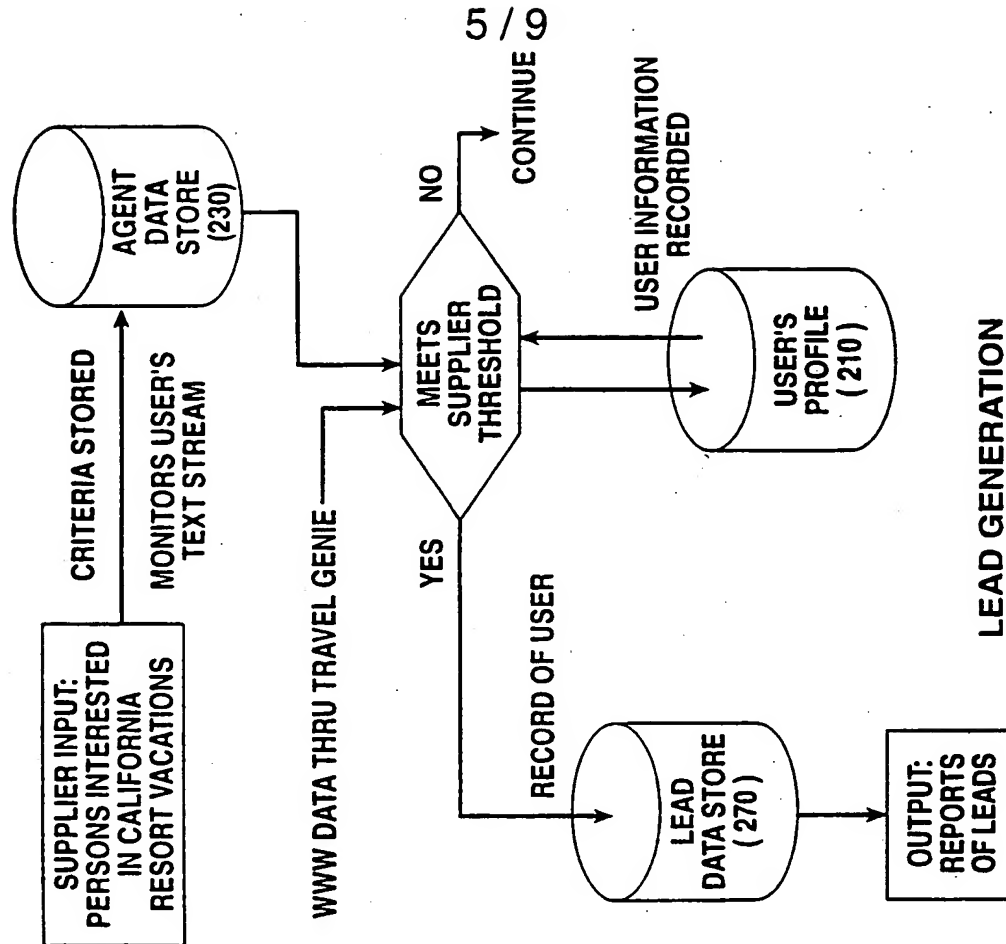 5 / 9
SUPPLIER INPUT:
PERSONS INTERESTED
IN CALIFORNIA
RESORT VACATIONS
CRITERIA STORED
MONITORS USER'S
TEXT STREAM
AGENT
DATA
STORE
(230)
WWW DATA THRU TRAVEL GENIE
MEETS
SUPPLIER
THRESHOLD
YES
NO
CONTINUE
RECORD OF USER
USER INFORMATION
RECORDED
LEAD
DATA STORE
( 270 )
USER'S
PROFILE
( 210 )
OUTPUT:
REPORTS
OF LEADS
LEAD GENERATION